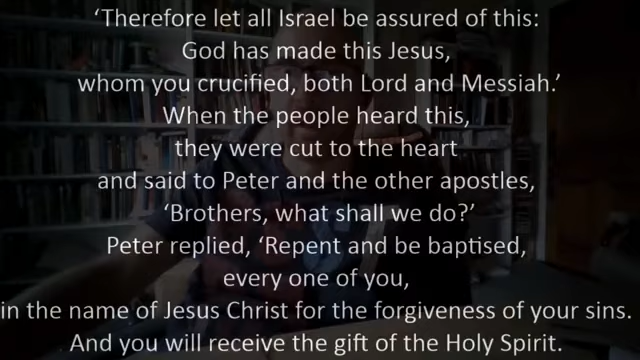 ‘Therefore let all Israel be assured of this:
God has made this Jesus,
whom you crucified, both Lord and Messiah.’
When the people heard this,
they were cut to the heart
and said to Peter and the other apostles,
‘Brothers, what shall we do?’
Peter replied, ‘Repent and be baptised,
every one of you,
in the name of Jesus Christ for the forgiveness of your sins.
And you will receive the gift of the Holy Spirit.